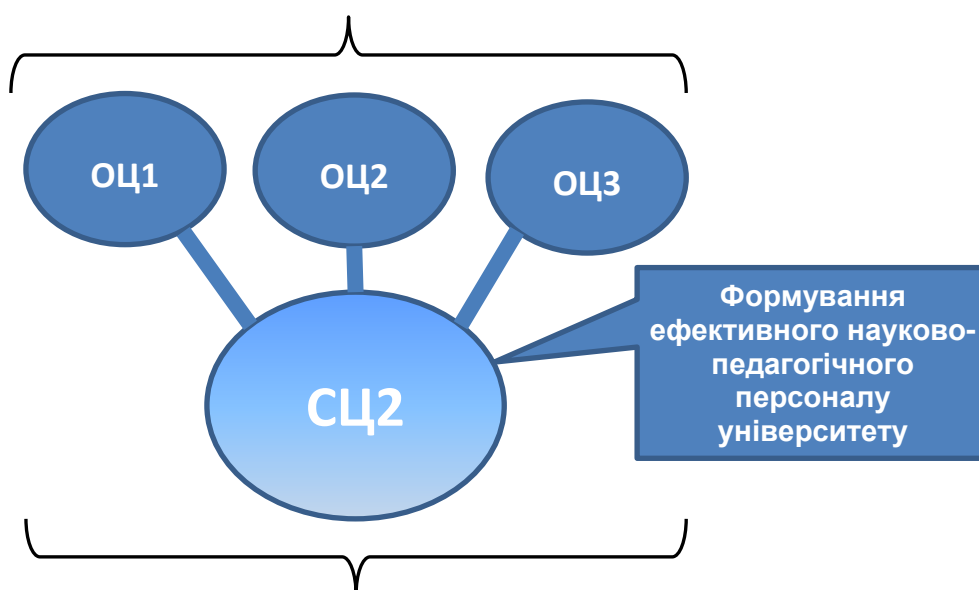 ОЦ1
ОЦ2
ОЦ3
СЦ2
Формування
ефективного науково-
педагогічного
персоналу
університету